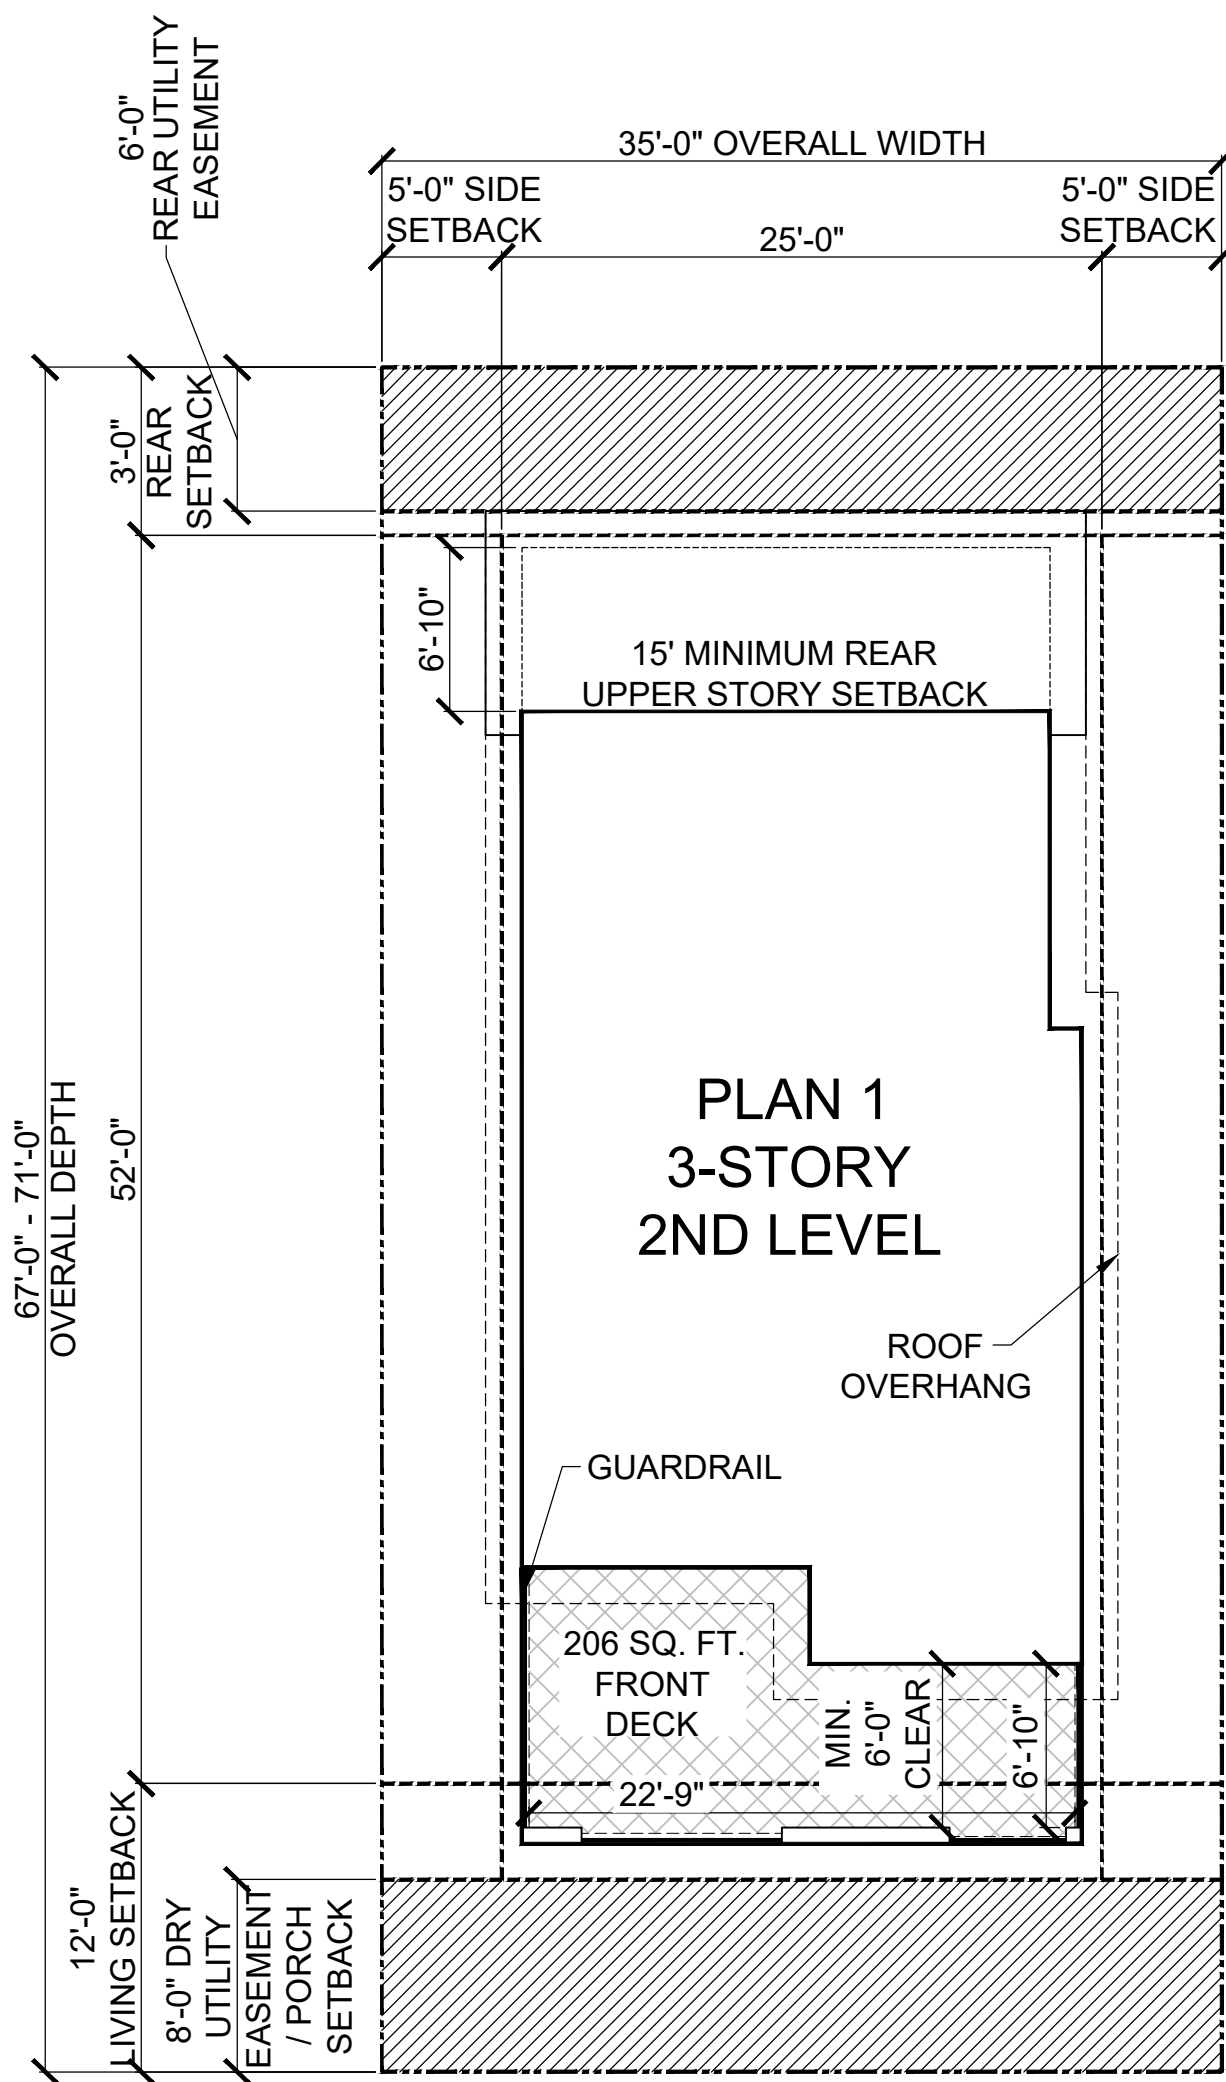 6'-0"
REAR UTILITY
EASEMENT
35'-0" OVERALL WIDTH
5'-0" SIDE
SETBACK
25'-0"
5'-0" SIDE
SETBACK
3'-0"
REAR
SETBACK
6'-10"
15' MINIMUM REAR
UPPER STORY SETBACK
67'-0" - 71'-0"
OVERALL DEPTH
52'-0"
PLAN 1
3-STORY
2ND LEVEL
ROOF
OVERHANG
GUARDRAIL
206 SQ. FT.
FRONT
DECK
MIN.
6'-0"
CLEAR
6'-10"
22'-9"
12'-0"
LIVING SETBACK
8'-0" DRY
UTILITY
EASEMENT
/ PORCH
SETBACK